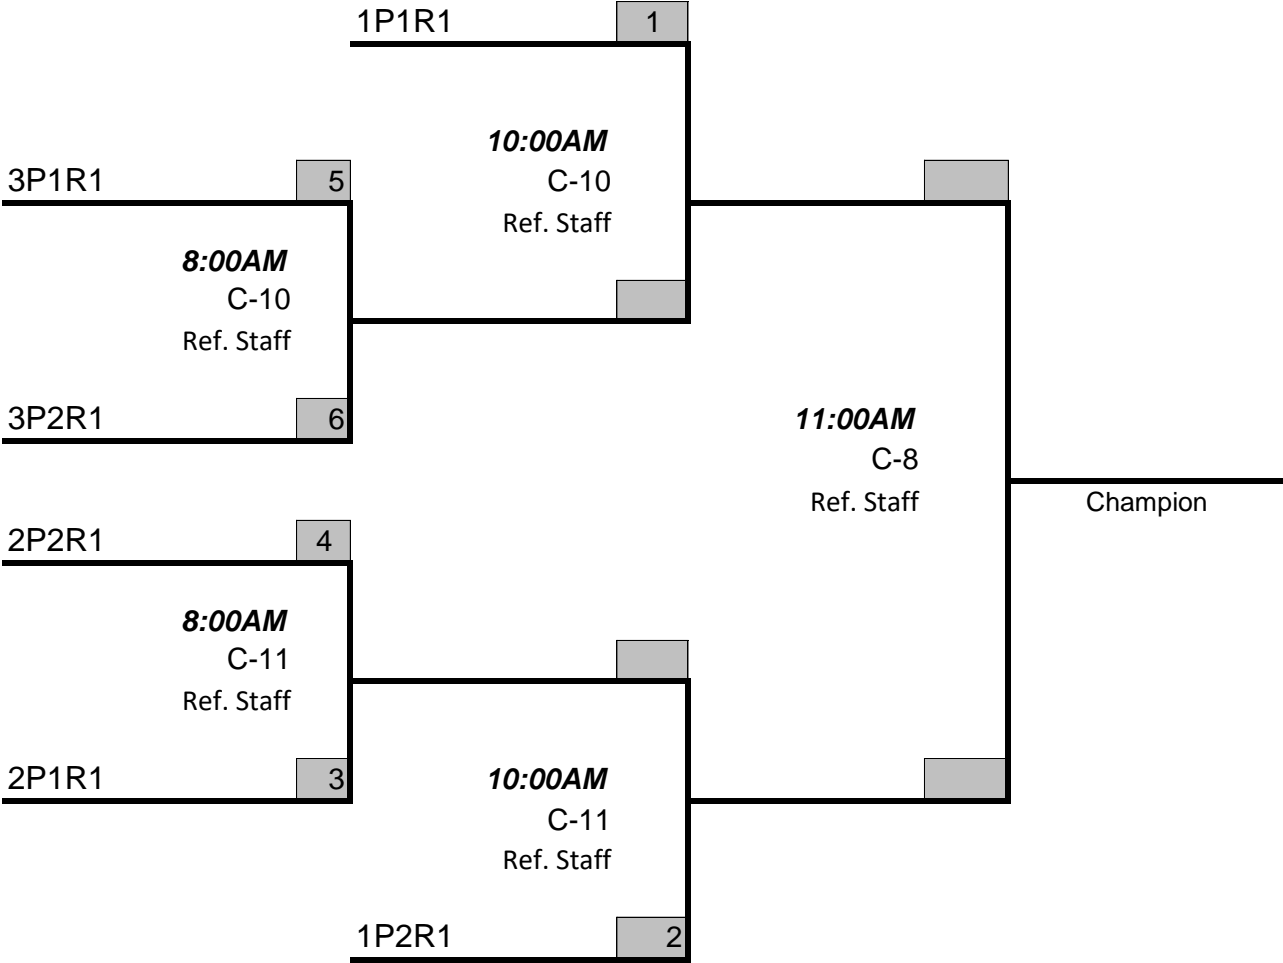 1P1R1 1
10:00AM
C-10
Ref. Staff
3P1R1 5
8:00AM
C-10
Ref. Staff
3P2R1 6
11:00AM
C-8
Ref. Staff
Champion
2P2R1 4
8:00AM
C-11
Ref. Staff
2P1R1 3
10:00AM
C-11
Ref. Staff
1P2R1 2